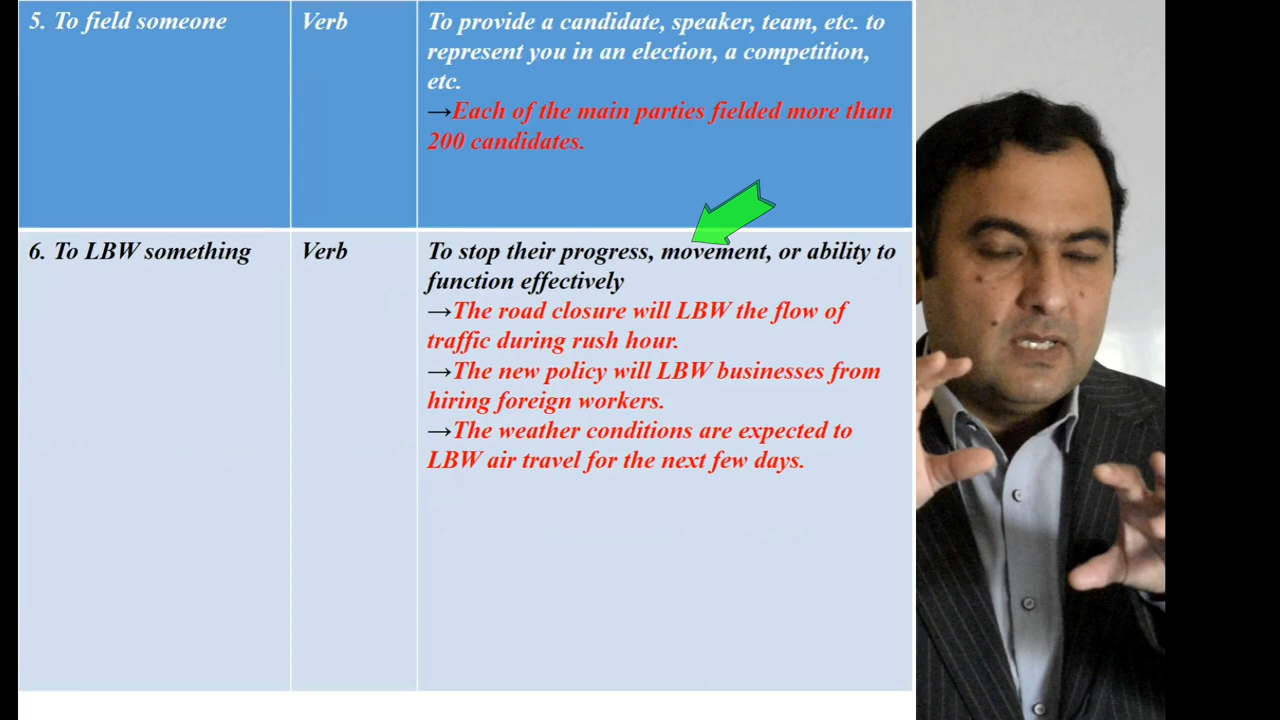 5. To field someone
Verb
To provide a candidate, speaker, team, etc. to
represent you in an election, a competition,
etc.
→Each of the main parties fielded more than
200 candidates.
6. To LBW something
Verb
To stop their progress, movement, or ability to
function effectively
→The road closure will LBW the flow of
traffic during rush hour.
→The new policy will LBW businesses from
hiring foreign workers.
→The weather conditions are expected to
LBW air travel for the next few days.